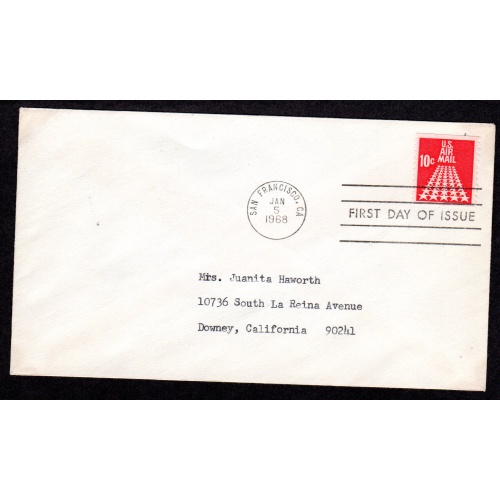 U.S.
AIR
10c MAIL
SAN FRANCISCO, CA
JAN
5
1968
FIRST DAY OF ISSUE
Mrs. Juanita Haworth
10736 South La Reina Avenue
Downey, California 90241